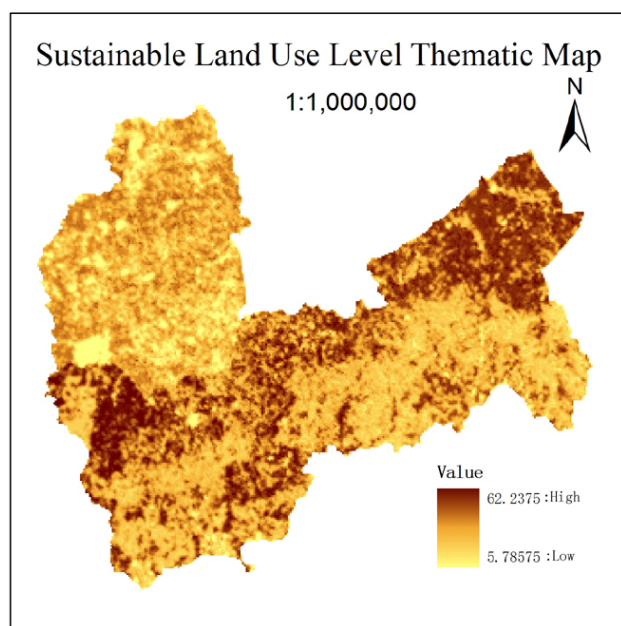 Sustainable Land Use Level Thematic Map
1:1,000,000
N
Value
62.2375:High
5.78575:Low